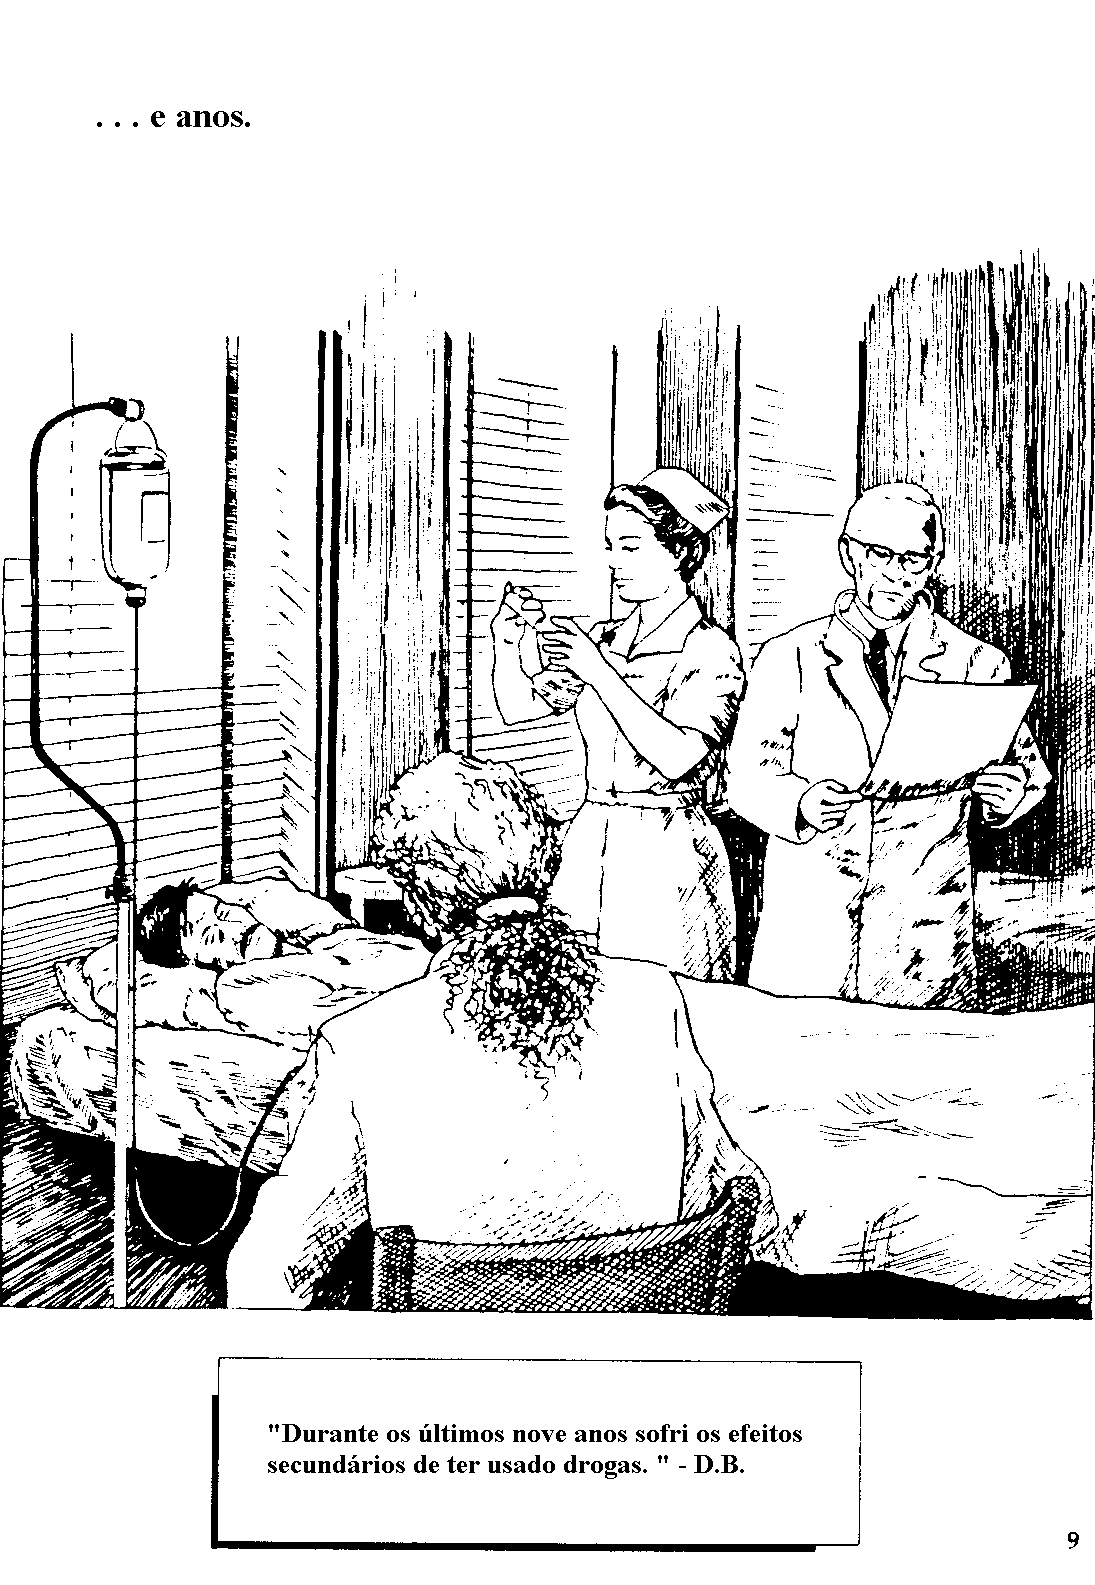 . . . e anos.
"Durante os últimos nove anos sofri os efeitos
secundários de ter usado drogas. " - D.B.
9